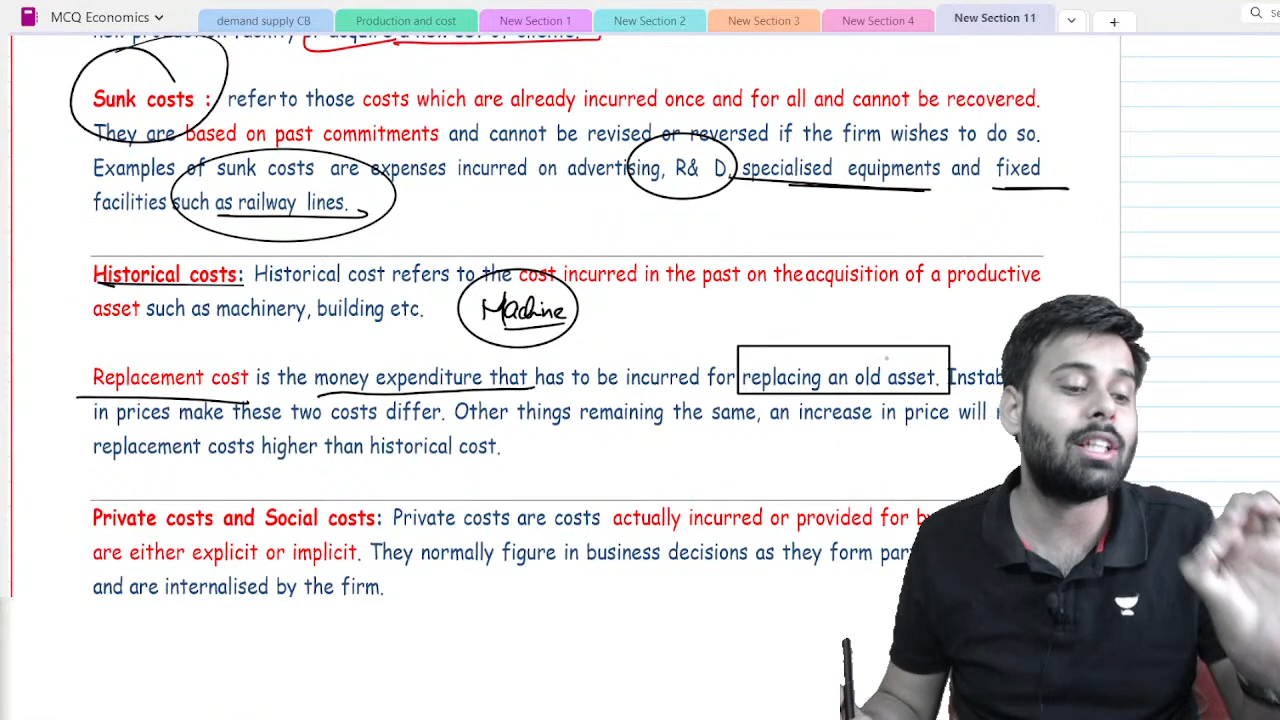 MCQ Economics
demand supply CB
Production and cost
New Section 1
New Section 2
New Section 3
New Section 4
New Section 11
Sunk costs : refer to those costs which are already incurred once and for all and cannot be recovered.
They are based on past commitments and cannot be revised or reversed if the firm wishes to do so.
Examples of sunk costs are expenses incurred on advertising, R& D, specialised equipments and fixed
facilities such as railway lines.
Historical costs: Historical cost refers to the cost incurred in the past on theacquisition of a productive
asset such as machinery, building etc.
Machine
Replacement cost is the money expenditure that has to be incurred for replacing an old asset.
in prices make these two costs differ. Other things remaining the same, an increase in price will
replacement costs higher than historical cost.
Private costs and Social costs: Private costs are costs actually incurred or provided for
are either explicit or implicit. They normally figure in business decisions as they form
and are internalised by the firm.